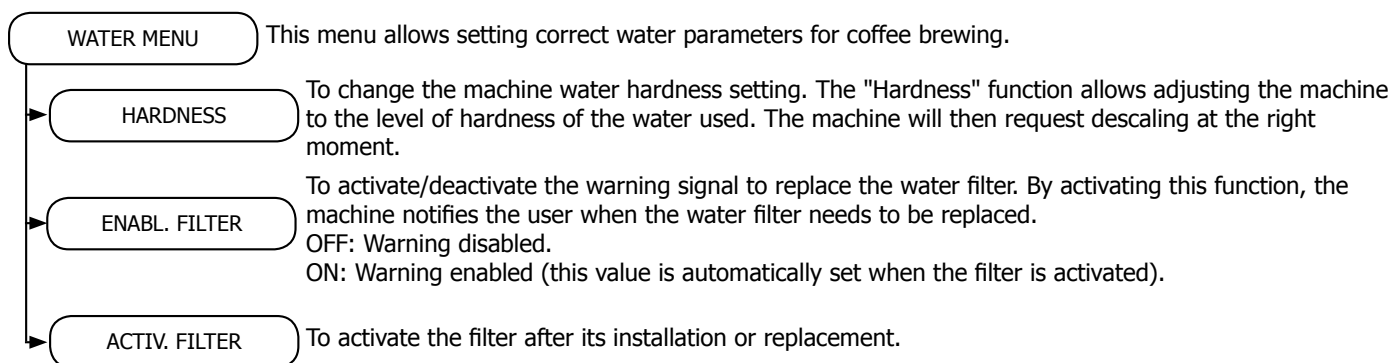 WATER MENU This menu allows setting correct water parameters for coffee brewing.
HARDNESS
To change the machine water hardness setting. The "Hardness" function allows adjusting the machine
to the level of hardness of the water used. The machine will then request descaling at the right
moment.
ENABL. FILTER
To activate/deactivate the warning signal to replace the water filter. By activating this function, the
machine notifies the user when the water filter needs to be replaced.
OFF: Warning disabled.
ON: Warning enabled (this value is automatically set when the filter is activated).
ACTIV. FILTER To activate the filter after its installation or replacement.